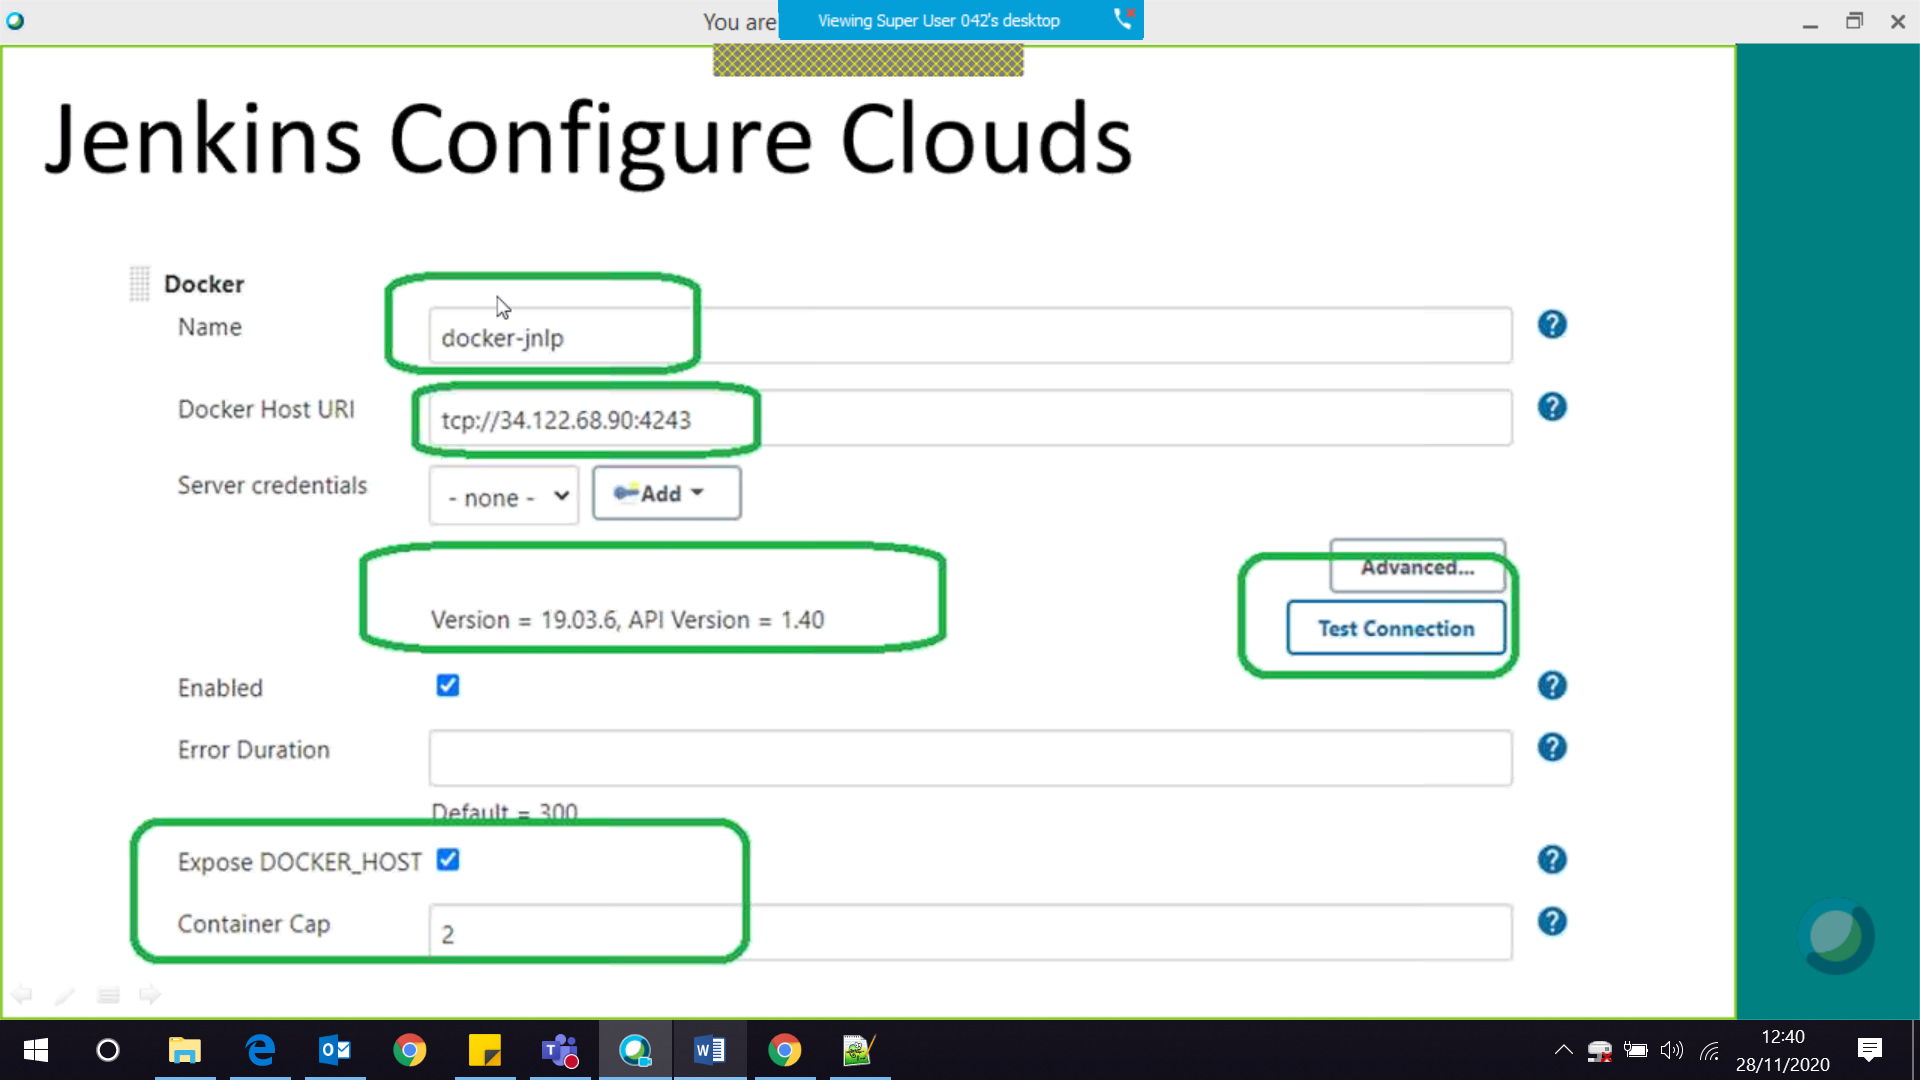 You are
Viewing Super User 042's desktop
Jenkins Configure Clouds
Docker
Name
docker-jnlp
Docker Host URI
tcp://34.122.68.90:4243
Server credentials
- none -
Add
Advanced...
Version = 19.03.6, API Version = 1.40
Test Connection
Enabled
Error Duration
Default = 300
Expose DOCKER_HOST
Container Cap
2
12:40
28/11/2020